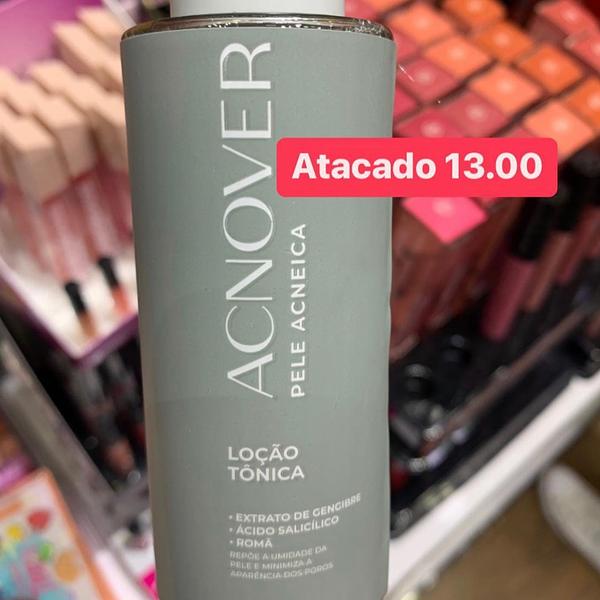 ACNOVER
PELE ACNEICA
Atacado 13.00
LOÇÃO
TÔNICA
• EXTRATO DE GENGIBRE
• ÁCIDO SALICÍLICO
• ROMÃ
REPÕE A UMIDADE DA
PELE E MINIMIZA A
APARÊNCIA DOS POROS